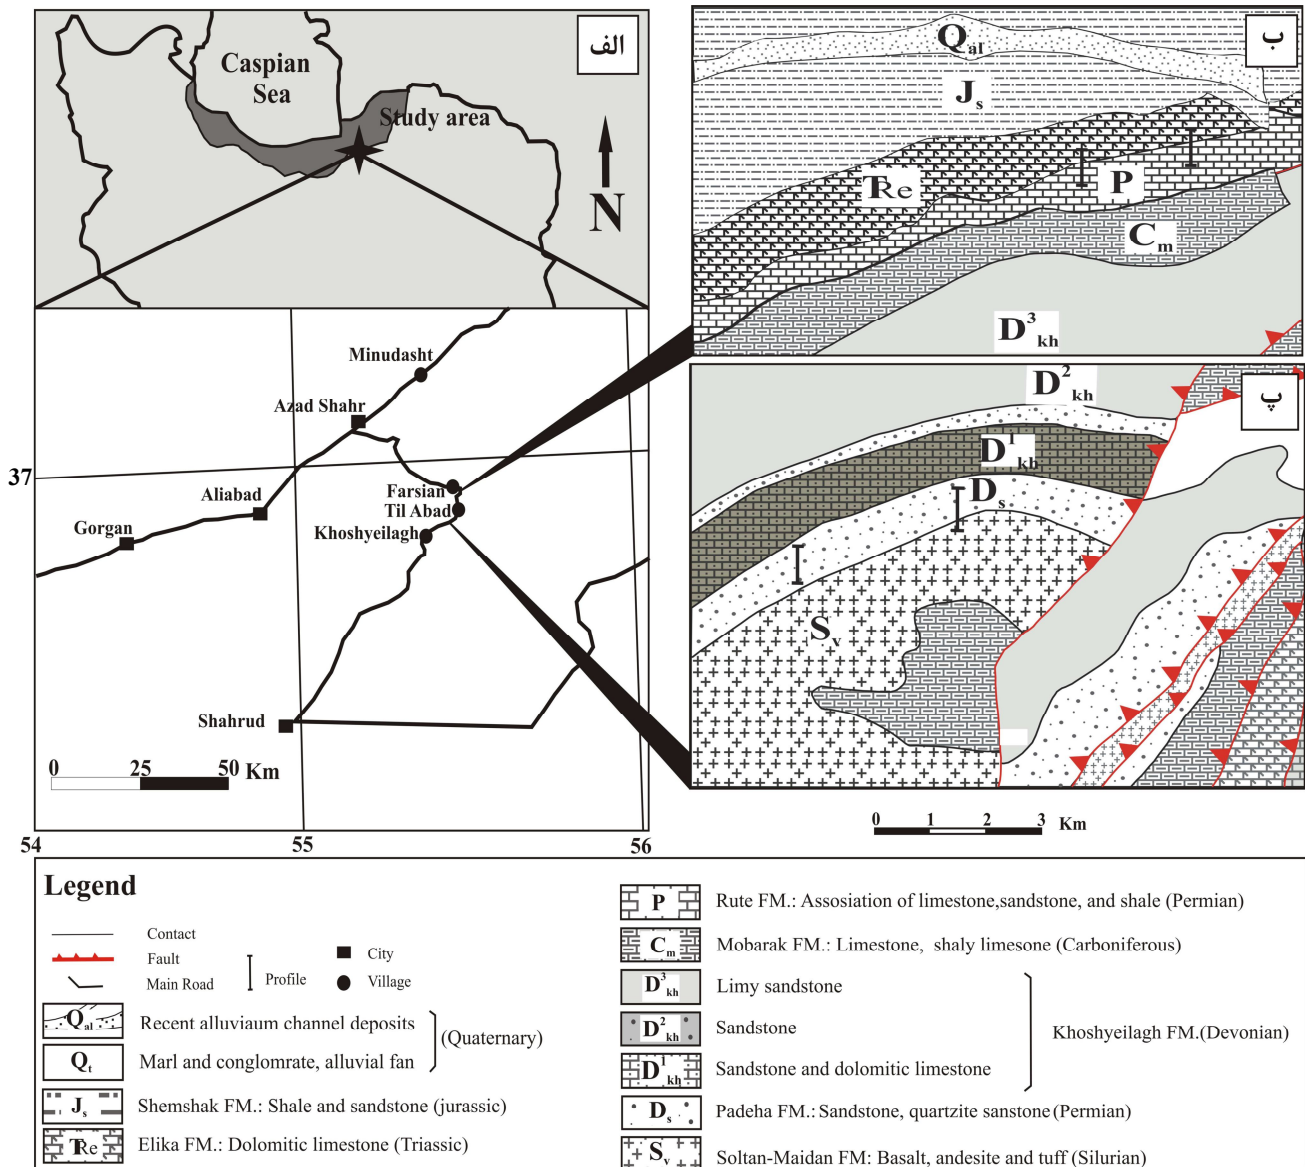 الف
Caspian
Sea
Study area
N
ب
Qal
Js
TRe
P
Cm
D3kh
Minudasht
Azad Shahr
37
Aliabad
Gorgan
Farsian
Til Abad
Khoshyeilagh
Shahrud
0 25 50 Km
54 55 56
پ
D2kh
D1kh
Ds
Sv
0 1 2 3 Km
Legend
Contact
Fault
Main Road
Profile
City
Village
Qal Recent alluviaum channel deposits
Qt Marl and conglomrate, alluvial fan
(Quaternary)
Js Shemshak FM.: Shale and sandstone (jurassic)
TRe Elika FM.: Dolomitic limestone (Triassic)
P Rute FM.: Assosiation of limestone,sandstone, and shale (Permian)
Cm Mobarak FM.: Limestone, shaly limesone (Carboniferous)
D3kh Limy sandstone
D2kh Sandstone
D1kh Sandstone and dolomitic limestone
Khoshyeilagh FM.(Devonian)
Ds Padeha FM.: Sandstone, quartzite sanstone (Permian)
Sv Soltan-Maidan FM: Basalt, andesite and tuff (Silurian)